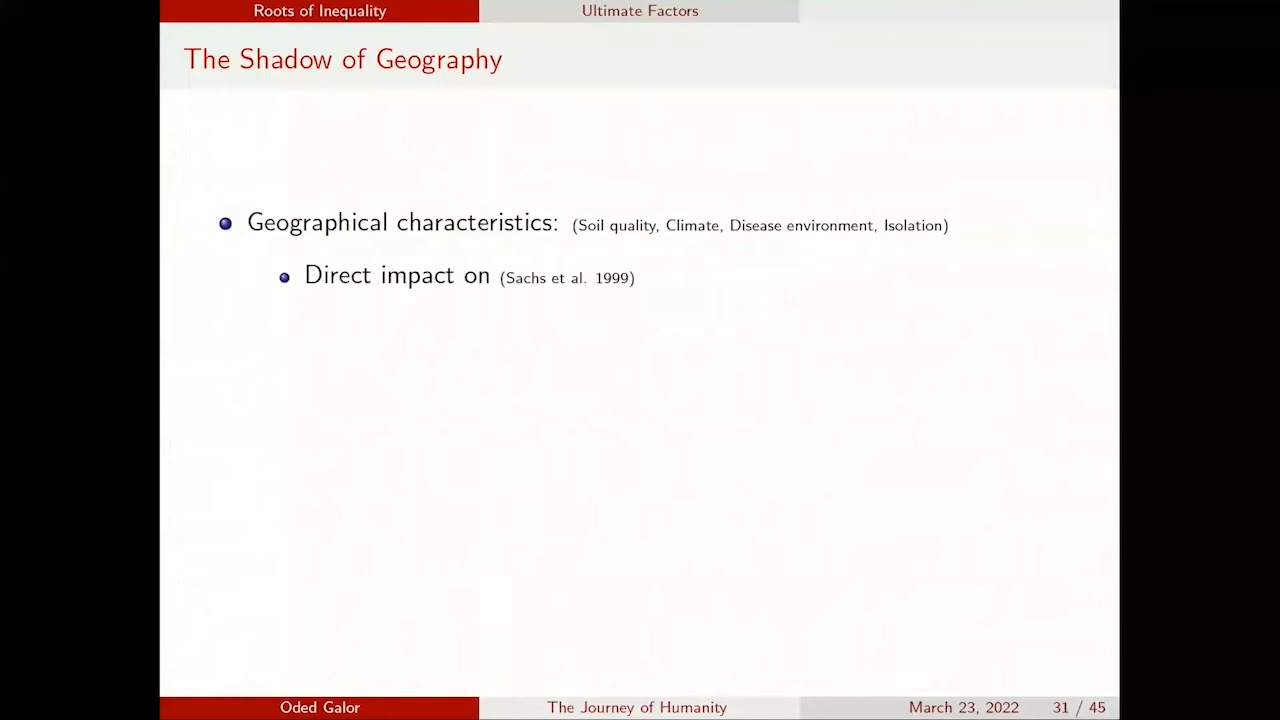 Roots of Inequality
Ultimate Factors
The Shadow of Geography
Geographical characteristics: (Soil quality, Climate, Disease environment, Isolation)
Direct impact on (Sachs et al. 1999)
Oded Galor
The Journey of Humanity
March 23, 2022
31 / 45